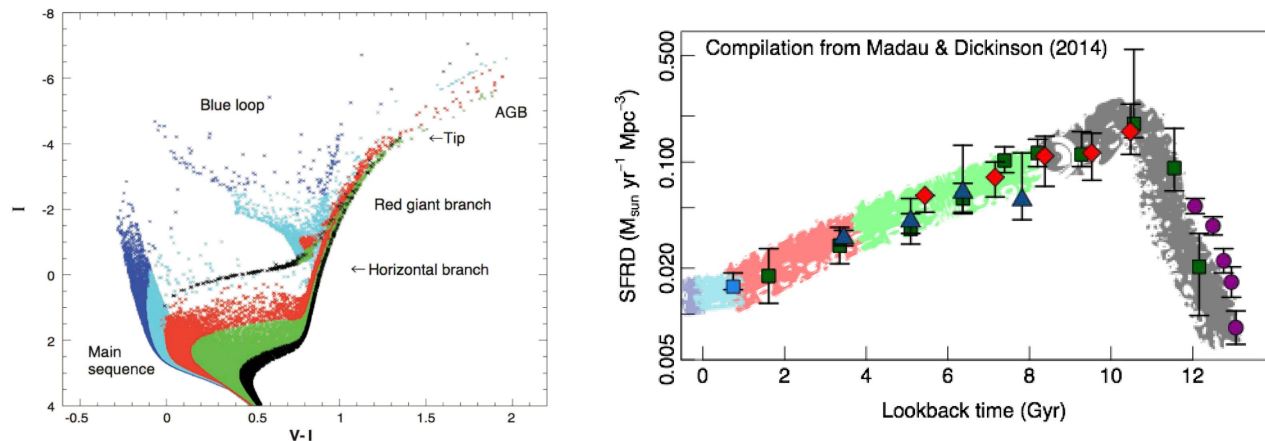 I
-8
-6
-4
-2
0
2
4
-0.5
0
0.5
1
1.5
2
V-I
Blue loop
AGB
←Tip
Red giant branch
←Horizontal branch
Main
sequence
Compilation from Madau & Dickinson (2014)
SFRD (M_sun yr⁻¹ Mpc⁻³)
0.500
0.100
0.020
0.005
0
2
4
6
8
10
12
Lookback time (Gyr)